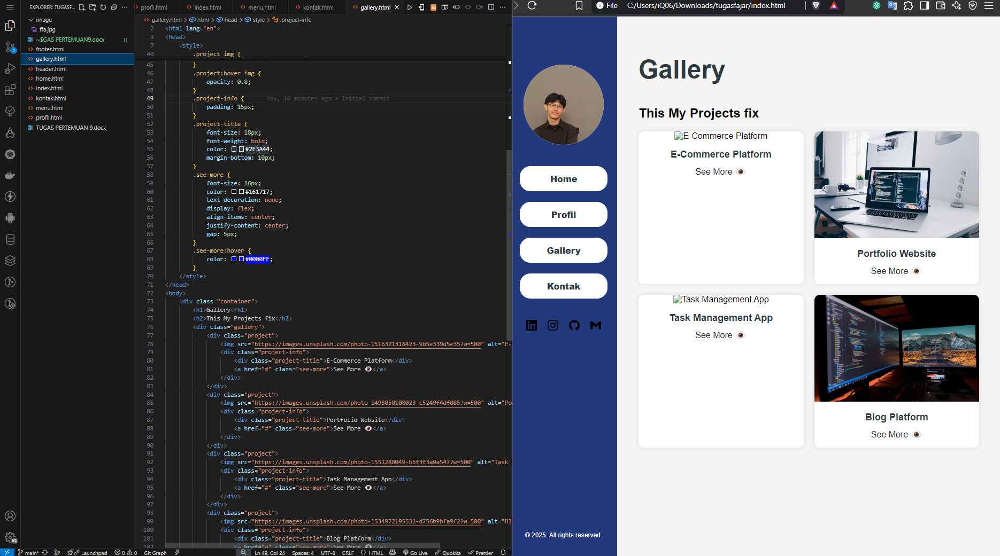 EXPLORER: TUGASF...
image
ffa.jpg
~$GAS PERTEMUAN9.docx U
footer.html
gallery.html
header.html
home.html
index.html
kontak.html
menu.html
profil.html
TUGAS PERTEMUAN 9.docx
1
IQ
profil.html index.html menu.html kontak.html gallery.html
gallery.html > html > head > style > .project-info
2 <html lang="en">
3 <head>
7 <style>
40 .project img {
45 }
46 .project:hover img {
47 opacity: 0.8;
48 }
49 .project-info { You, 10 minutes ago • Initial commit
50 padding: 15px;
51 }
52 .project-title {
53 font-size: 18px;
54 font-weight: bold;
55 color: #2E3A44;
56 margin-bottom: 10px;
57 }
58 .see-more {
59 font-size: 16px;
60 color: #161717;
61 text-decoration: none;
62 display: flex;
63 align-items: center;
64 justify-content: center;
65 gap: 5px;
66 }
67 .see-more:hover {
68 color: #0000FF;
69 }
70 </style>
71 </head>
72 <body>
73 <div class="container">
74 <h1>Gallery</h1>
75 <h2>This My Projects fix</h2>
76 <div class="gallery">
77 <div class="project">
78 <img src="https://images.unsplash.com/photo-1516321318423-9b5e339d5e35?w=500" alt="E-
79 <div class="project-info">
80 <div class="project-title">E-Commerce Platform</div>
81 <a href="#" class="see-more">See More 👁️</a>
82 </div>
83 </div>
84 <div class="project">
85 <img src="https://images.unsplash.com/photo-1498050108023-c5249f4df085?w=500" alt="Po
86 <div class="project-info">
87 <div class="project-title">Portfolio Website</div>
88 <a href="#" class="see-more">See More 👁️</a>
89 </div>
90 </div>
91 <div class="project">
92 <img src="https://images.unsplash.com/photo-1551288049-b5f3f3a9a547?w=500" alt="Task
93 <div class="project-info">
94 <div class="project-title">Task Management App</div>
95 <a href="#" class="see-more">See More 👁️</a>
96 </div>
97 </div>
98 <div class="project">
99 <img src="https://images.unsplash.com/photo-1534972195531-d756b9bfa9f2?w=500" alt="Bl
100 <div class="project-info">
101 <div class="project-title">Blog Platform</div>
102 <a href="#" class="see-more">See More 👁️</a>
main* Launchpad 0 0 Git Graph Ln 49, Col 24 Spaces: 4 UTF-8 CRLF {} HTML Go Live Quokka Prettier
File C:/Users/iQ06/Downloads/tugasfajar/index.html
Home
Profil
Gallery
Kontak
© 2025. All rights reserved.
Gallery
This My Projects fix
E-Commerce Platform
E-Commerce Platform
See More 👁️
Portfolio Website
See More 👁️
Task Management App
Task Management App
See More 👁️
Blog Platform
See More 👁️